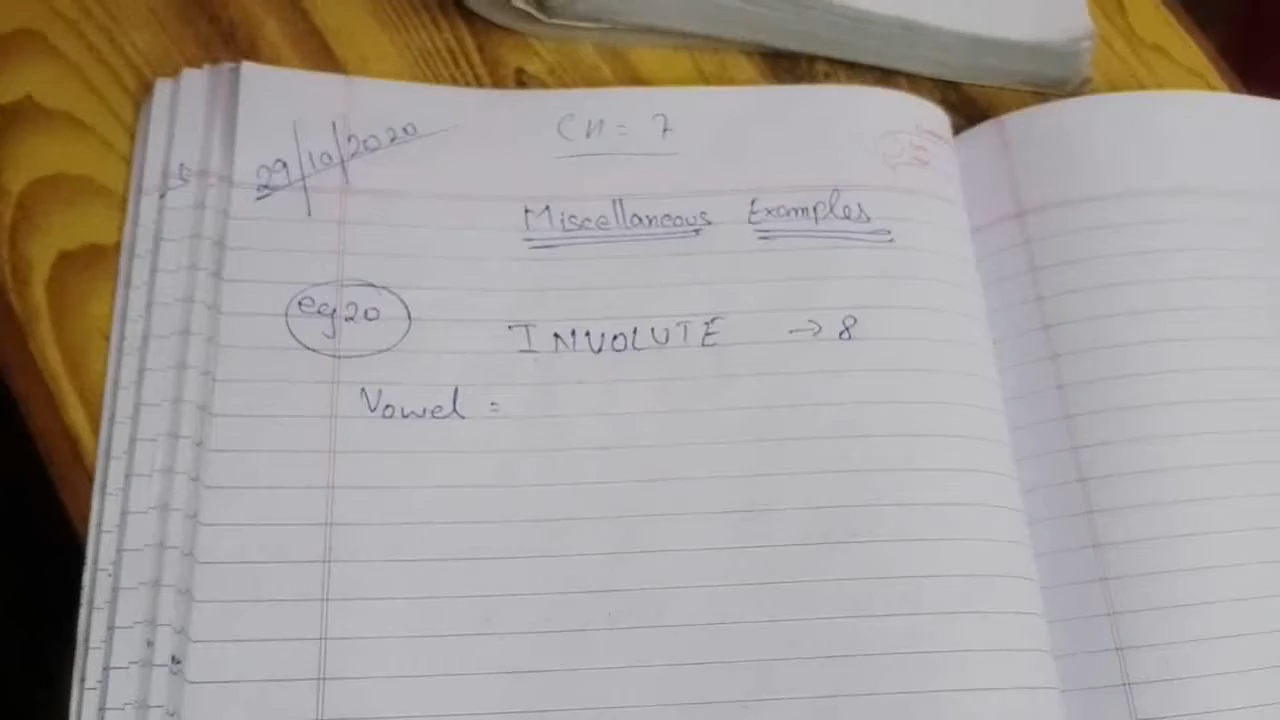 29/10/2020
CH = 7
Miscellaneous Examples
eg 20
INVOLUTE → 8
Vowel =